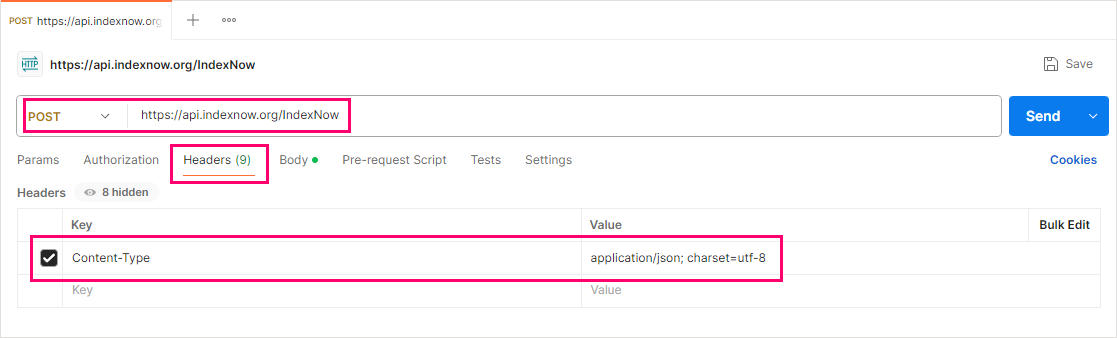 POST https://api.indexnow.org
HTTP https://api.indexnow.org/IndexNow Save
POST https://api.indexnow.org/IndexNow Send
Params Authorization Headers (9) Body Pre-request Script Tests Settings Cookies
Headers 8 hidden
Key Value Bulk Edit
Content-Type application/json; charset=utf-8
Key Value